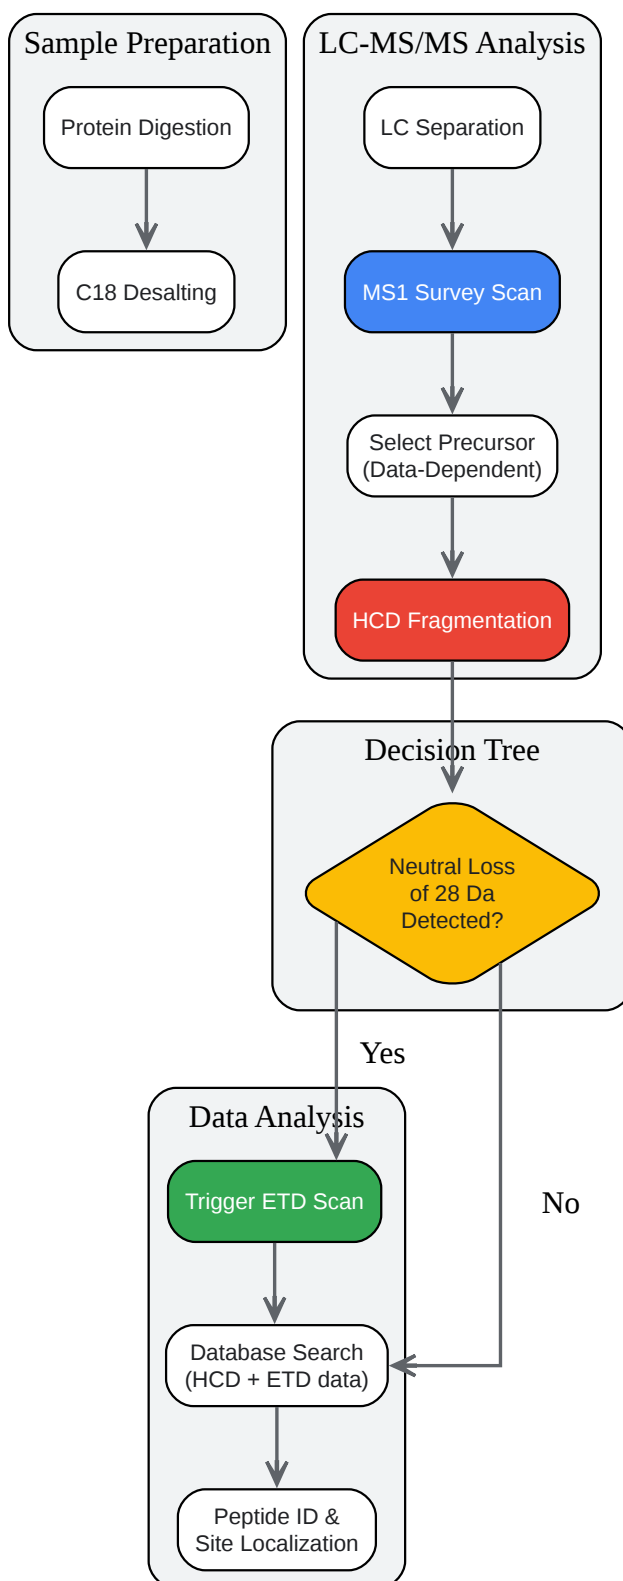 Sample Preparation
Protein Digestion
C18 Desalting
LC-MS/MS Analysis
LC Separation
MS1 Survey Scan
Select Precursor
(Data-Dependent)
HCD Fragmentation
Decision Tree
Neutral Loss
of 28 Da
Detected?
Yes
No
Data Analysis
Trigger ETD Scan
Database Search
(HCD + ETD data)
Peptide ID &
Site Localization